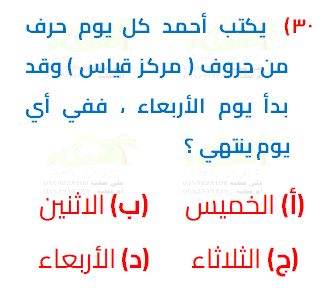 ٣٠) يكتب أحمد كل يوم حرف
من حروف ( مركز قياس ) وقد
بدأ يوم الأربعاء ، ففي أي
يوم ينتهي ؟
(أ) الخميس (ب) الاثنين
(ج) الثلاثاء (د) الأربعاء